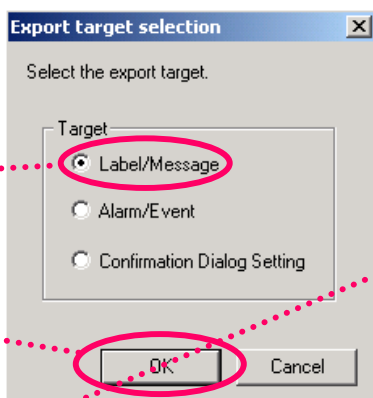 Export target selection
Select the export target.
Target
Label/Message
Alarm/Event
Confirmation Dialog Setting
OK
Cancel